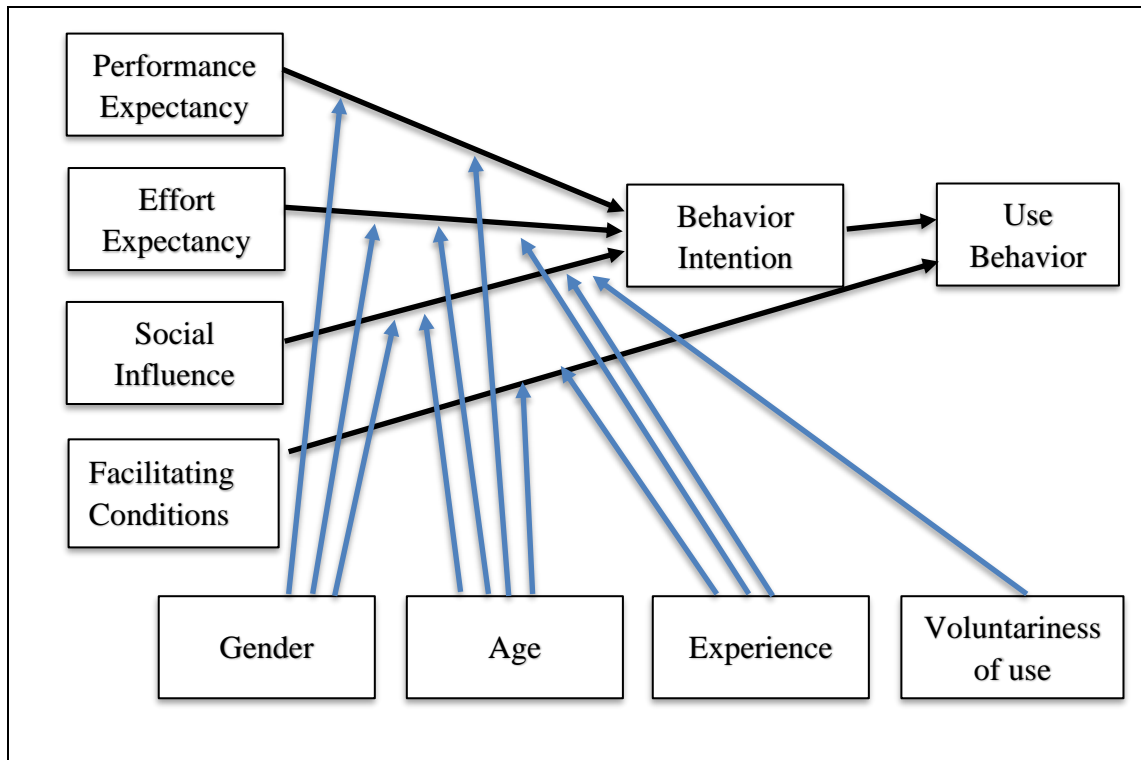 Performance
Expectancy
Effort
Expectancy
Behavior
Intention
Use
Behavior
Social
Influence
Facilitating
Conditions
Gender
Age
Experience
Voluntariness
of use